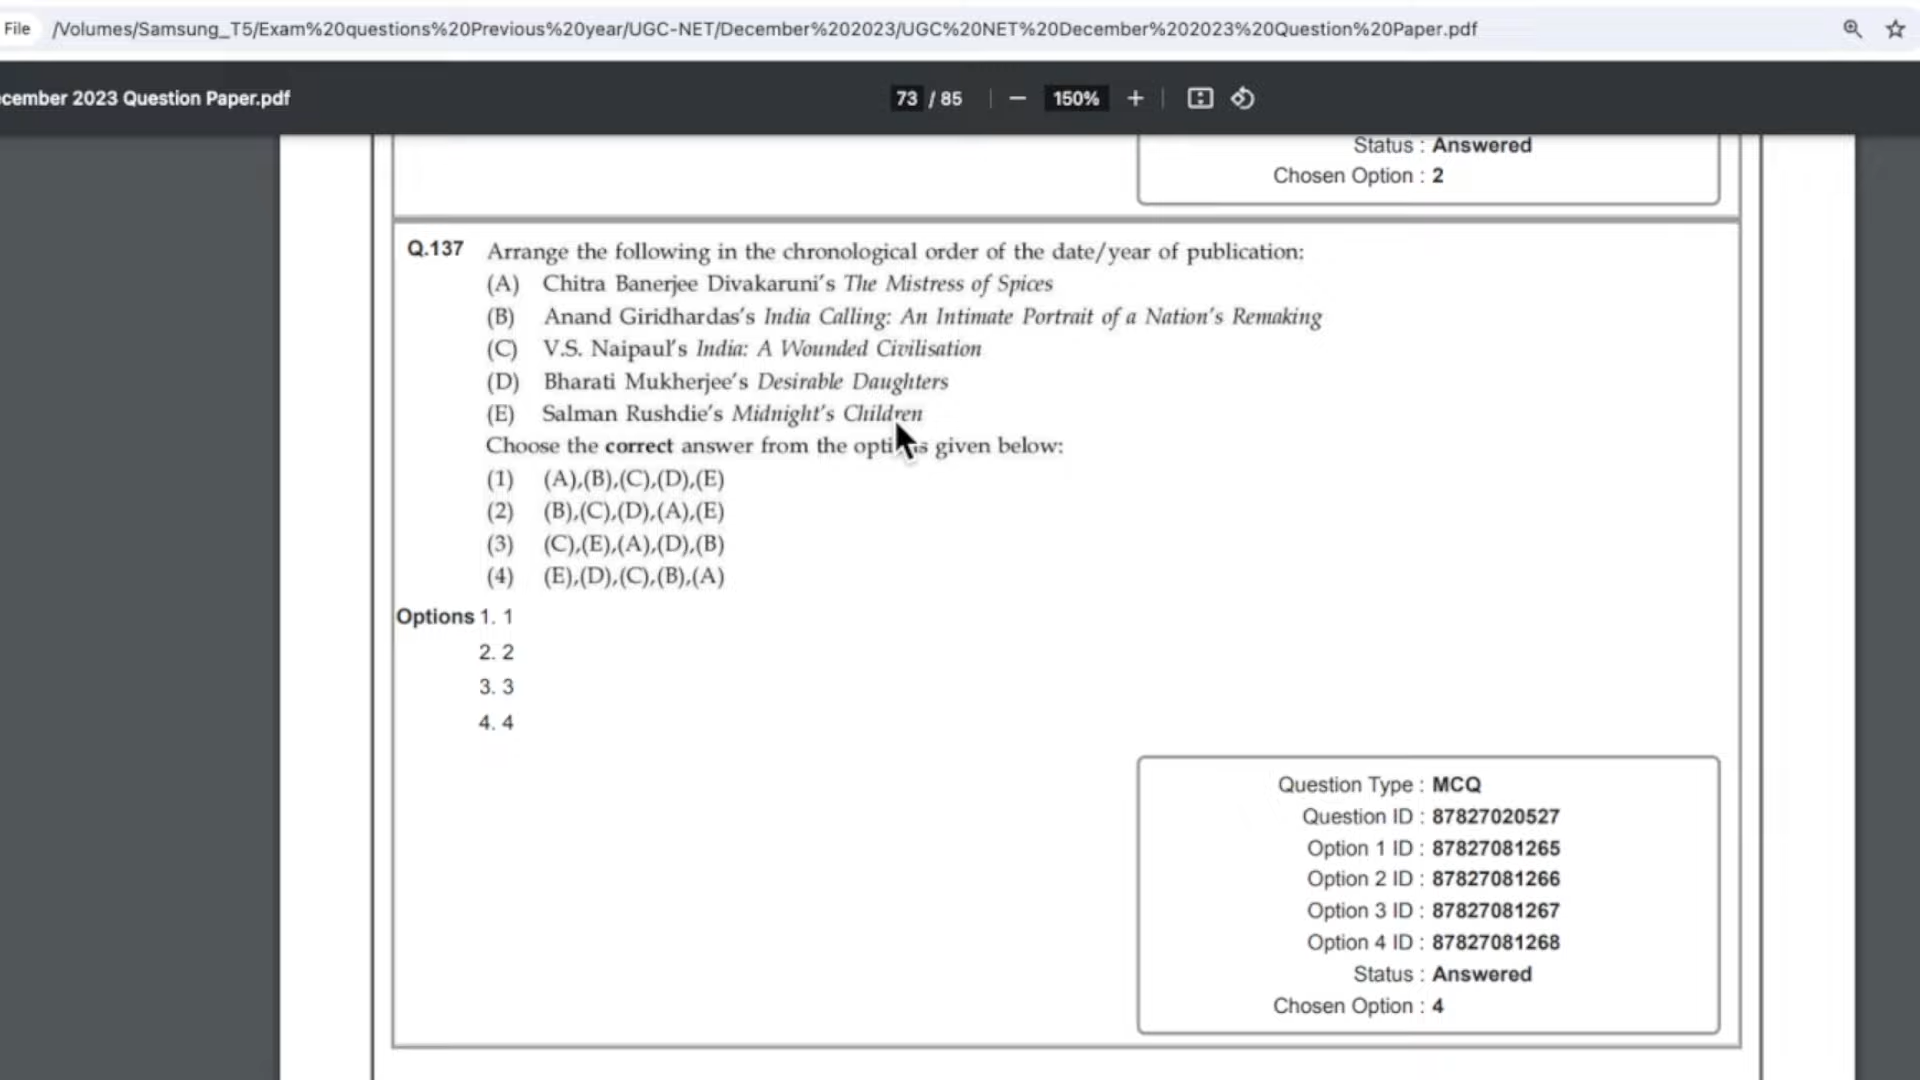 File /Volumes/Samsung_T5/Exam%20questions%20Previous%20year/UGC-NET/December%202023/UGC%20NET%20December%202023%20Question%20Paper.pdf
cember 2023 Question Paper.pdf 73 / 85 150%
Status : Answered
Chosen Option : 2
Q.137 Arrange the following in the chronological order of the date/year of publication:
(A) Chitra Banerjee Divakaruni's The Mistress of Spices
(B) Anand Giridhardas's India Calling: An Intimate Portrait of a Nation's Remaking
(C) V.S. Naipaul's India: A Wounded Civilisation
(D) Bharati Mukherjee's Desirable Daughters
(E) Salman Rushdie's Midnight's Children
Choose the correct answer from the options given below:
(1) (A),(B),(C),(D),(E)
(2) (B),(C),(D),(A),(E)
(3) (C),(E),(A),(D),(B)
(4) (E),(D),(C),(B),(A)
Options 1. 1
2. 2
3. 3
4. 4
Question Type : MCQ
Question ID : 87827020527
Option 1 ID : 87827081265
Option 2 ID : 87827081266
Option 3 ID : 87827081267
Option 4 ID : 87827081268
Status : Answered
Chosen Option : 4